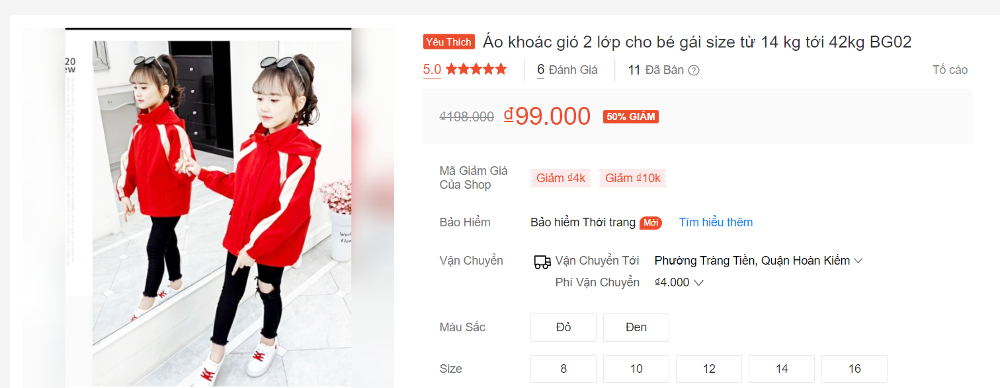 20
ew
Worl
flow
Yêu Thích Áo khoác gió 2 lớp cho bé gái size từ 14 kg tới 42kg BG02
5.0 6 Đánh Giá 11 Đã Bán ? Tố cáo
₫198.000 ₫99.000 50% GIẢM
Mã Giảm Giá
Của Shop
Giảm ₫4k Giảm ₫10k
Bảo Hiểm Bảo hiểm Thời trang Mới Tìm hiểu thêm
Vận Chuyển Vận Chuyển Tới Phường Tràng Tiền, Quận Hoàn Kiếm
Phí Vận Chuyển ₫4.000
Màu Sắc Đỏ Đen
Size 8 10 12 14 16